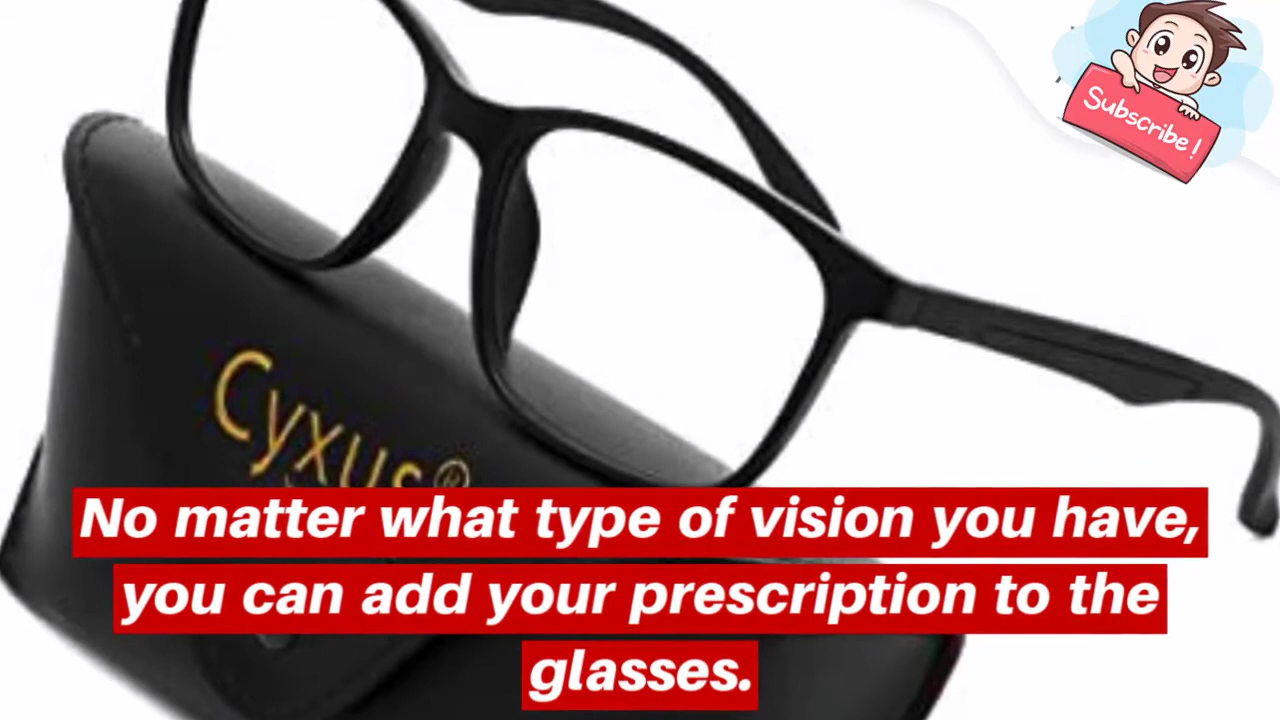 Subscribe!
Cyxus®
No matter what type of vision you have,
you can add your prescription to the
glasses.